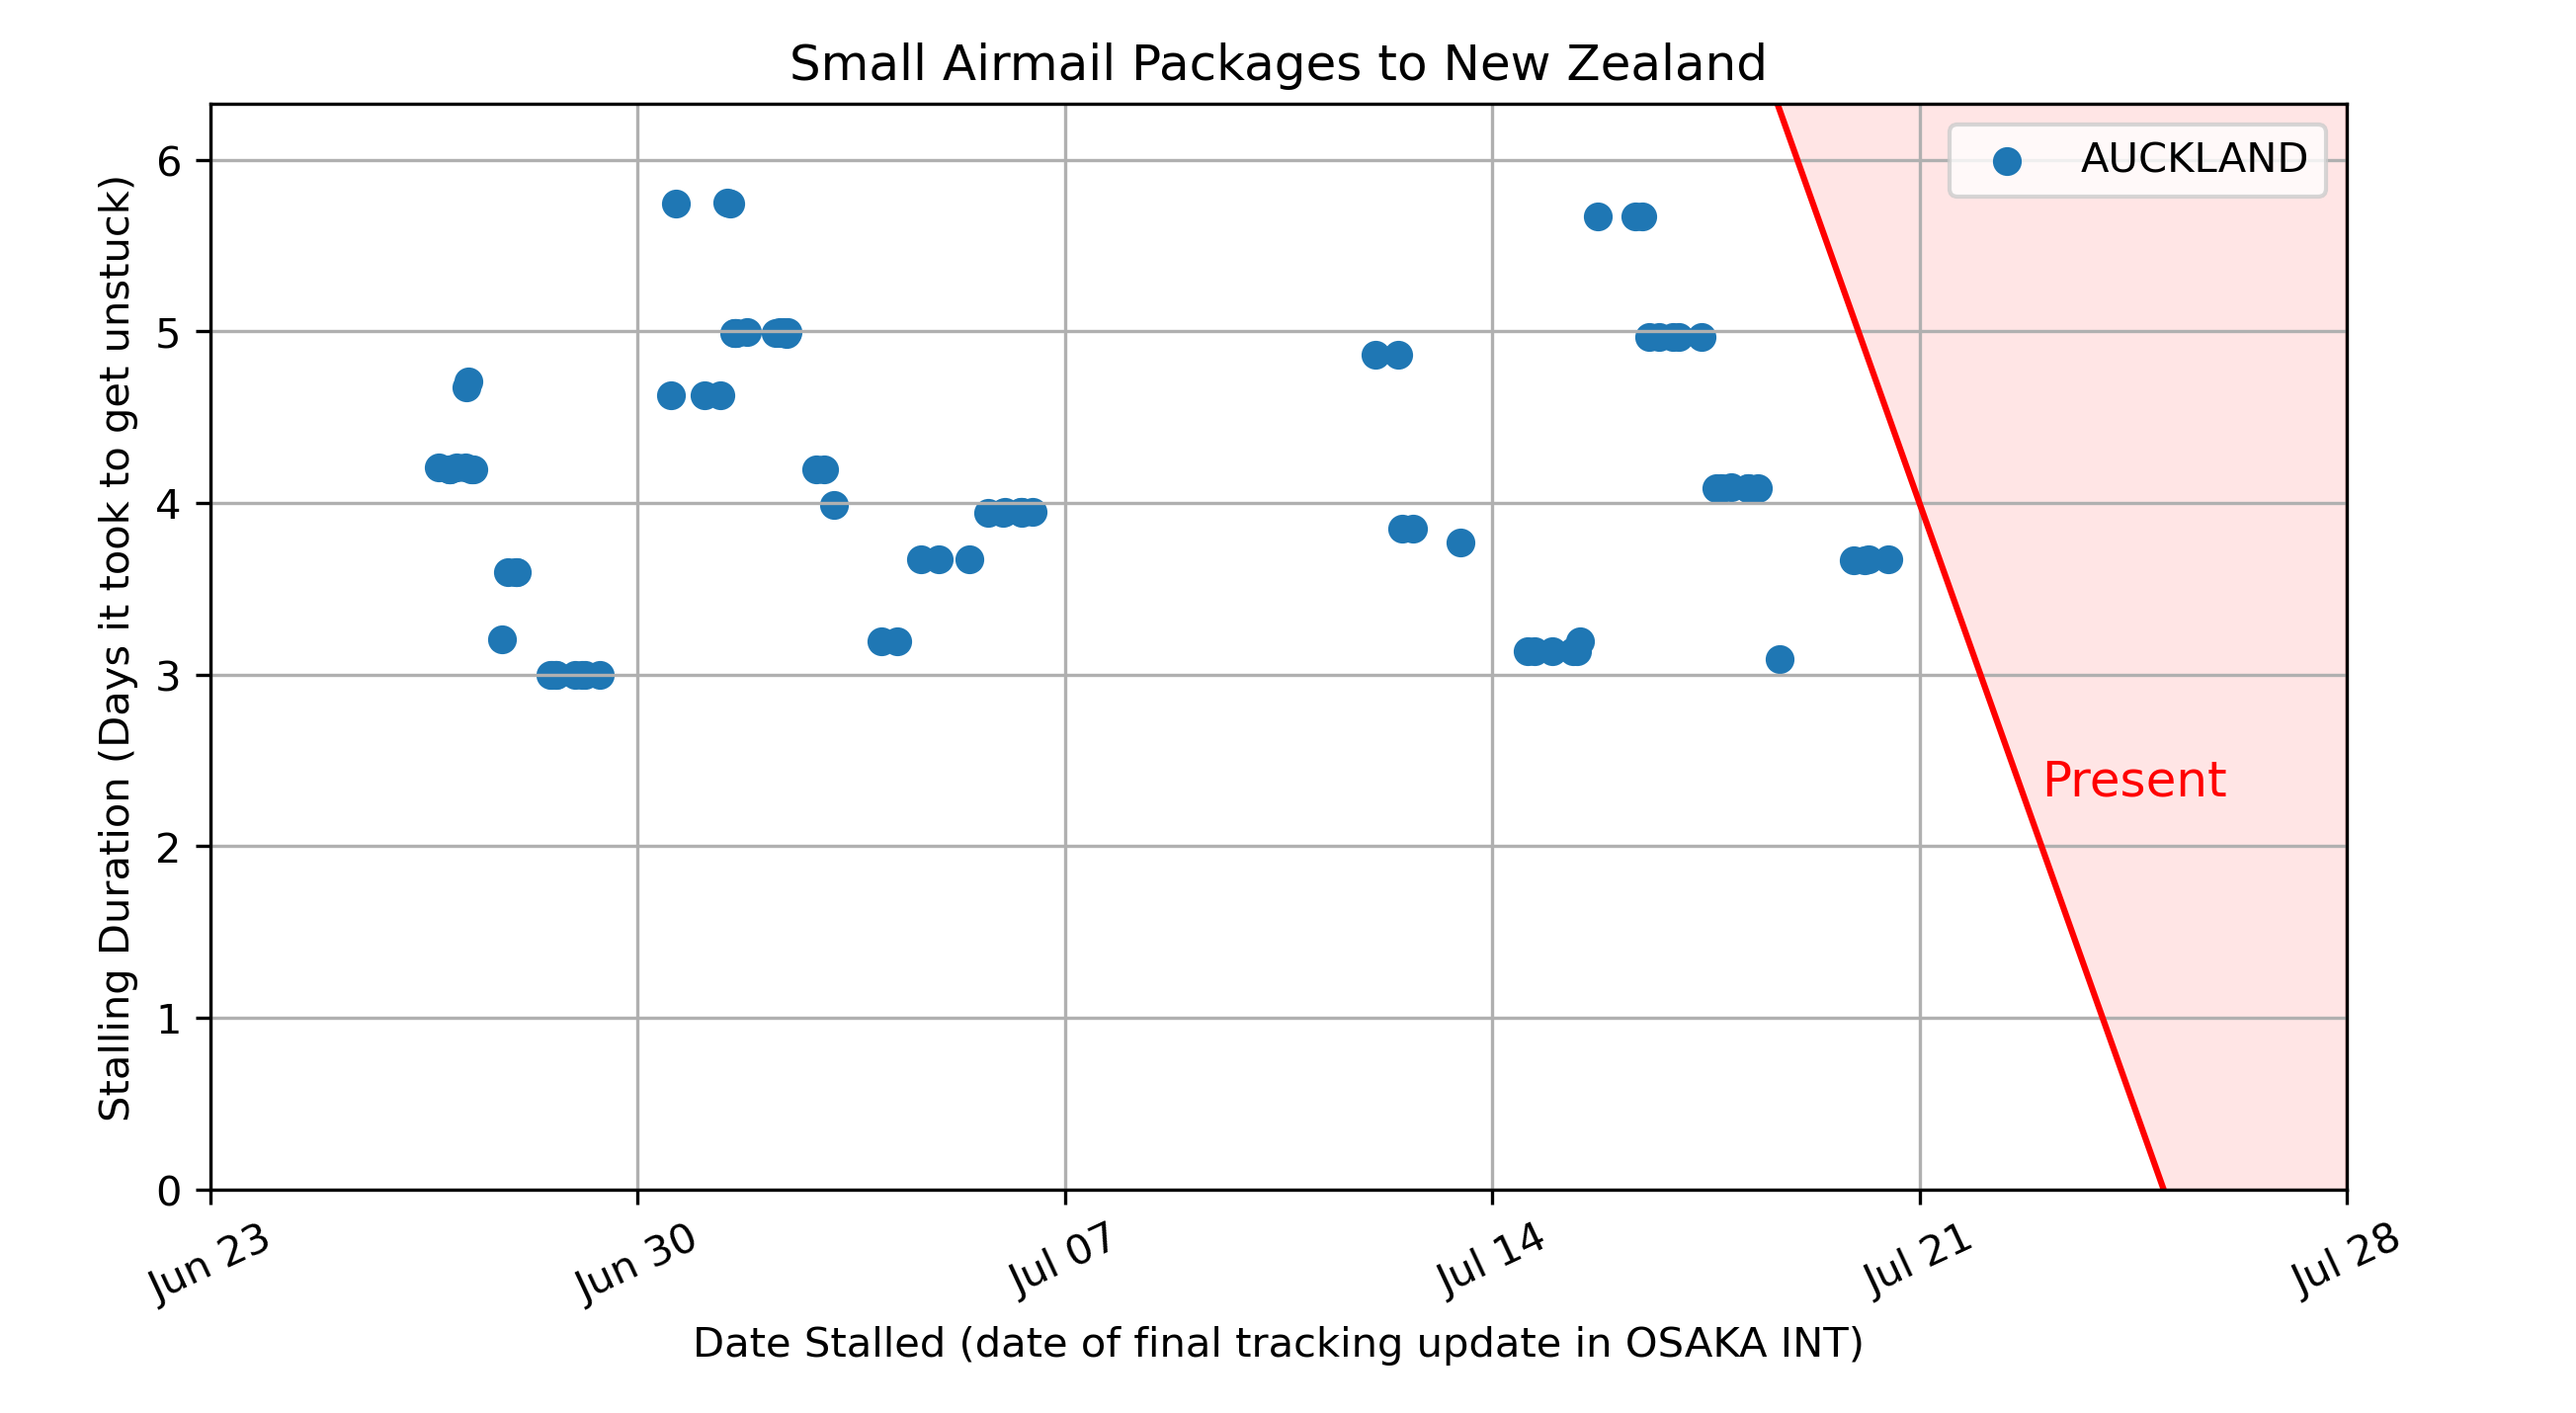 Small Airmail Packages to New Zealand
AUCKLAND
Stalling Duration (Days it took to get unstuck)
6
5
4
3
2
1
0
Present
Jun 23
Jun 30
Jul 07
Jul 14
Jul 21
Jul 28
Date Stalled (date of final tracking update in OSAKA INT)